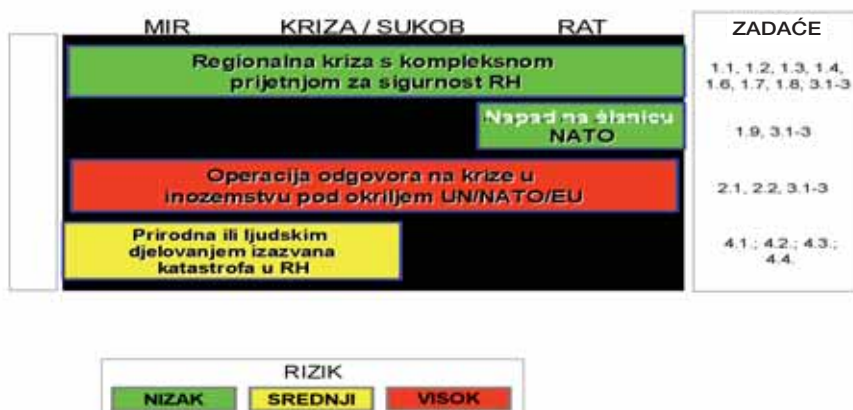 MIR KRIZA / SUKOB RAT ZADAĆE
Regionalna kriza s kompleksnom
prijetnjom za sigurnost RH
1.1, 1.2, 1.3, 1.4,
1.6, 1.7, 1.8, 3.1-3
Napad na članicu
NATO
1.9, 3.1-3
Operacija odgovora na krize u
inozemstvu pod okriljem UN/NATO/EU
2.1, 2.2, 3.1-3
Prirodna ili ljudskim
djelovanjem izazvana
katastrofa u RH
4.1.; 4.2.; 4.3.;
4.4.
RIZIK
NIZAK SREDNJI VISOK